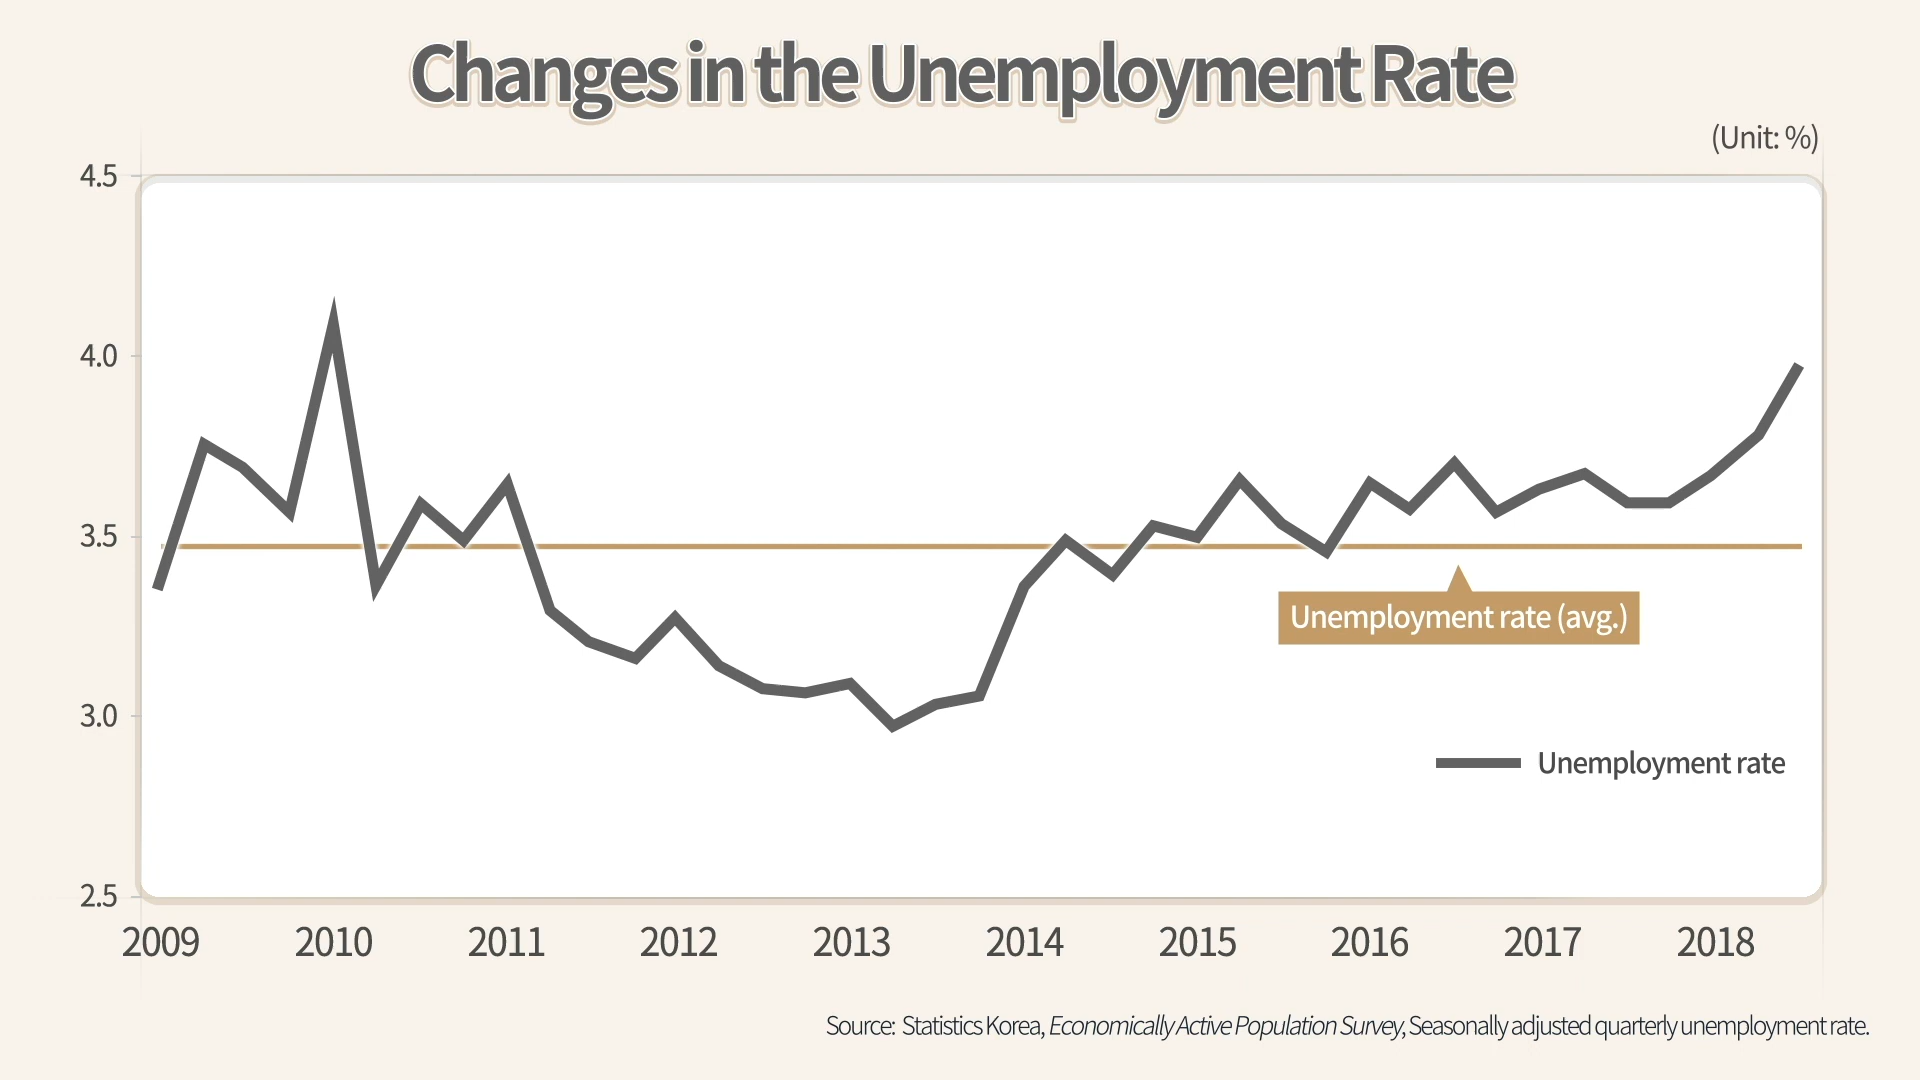 Changes in the Unemployment Rate
(Unit: %)
4.5
4.0
3.5
3.0
2.5
Unemployment rate (avg.)
Unemployment rate
2009 2010 2011 2012 2013 2014 2015 2016 2017 2018
Source: Statistics Korea, Economically Active Population Survey, Seasonally adjusted quarterly unemployment rate.